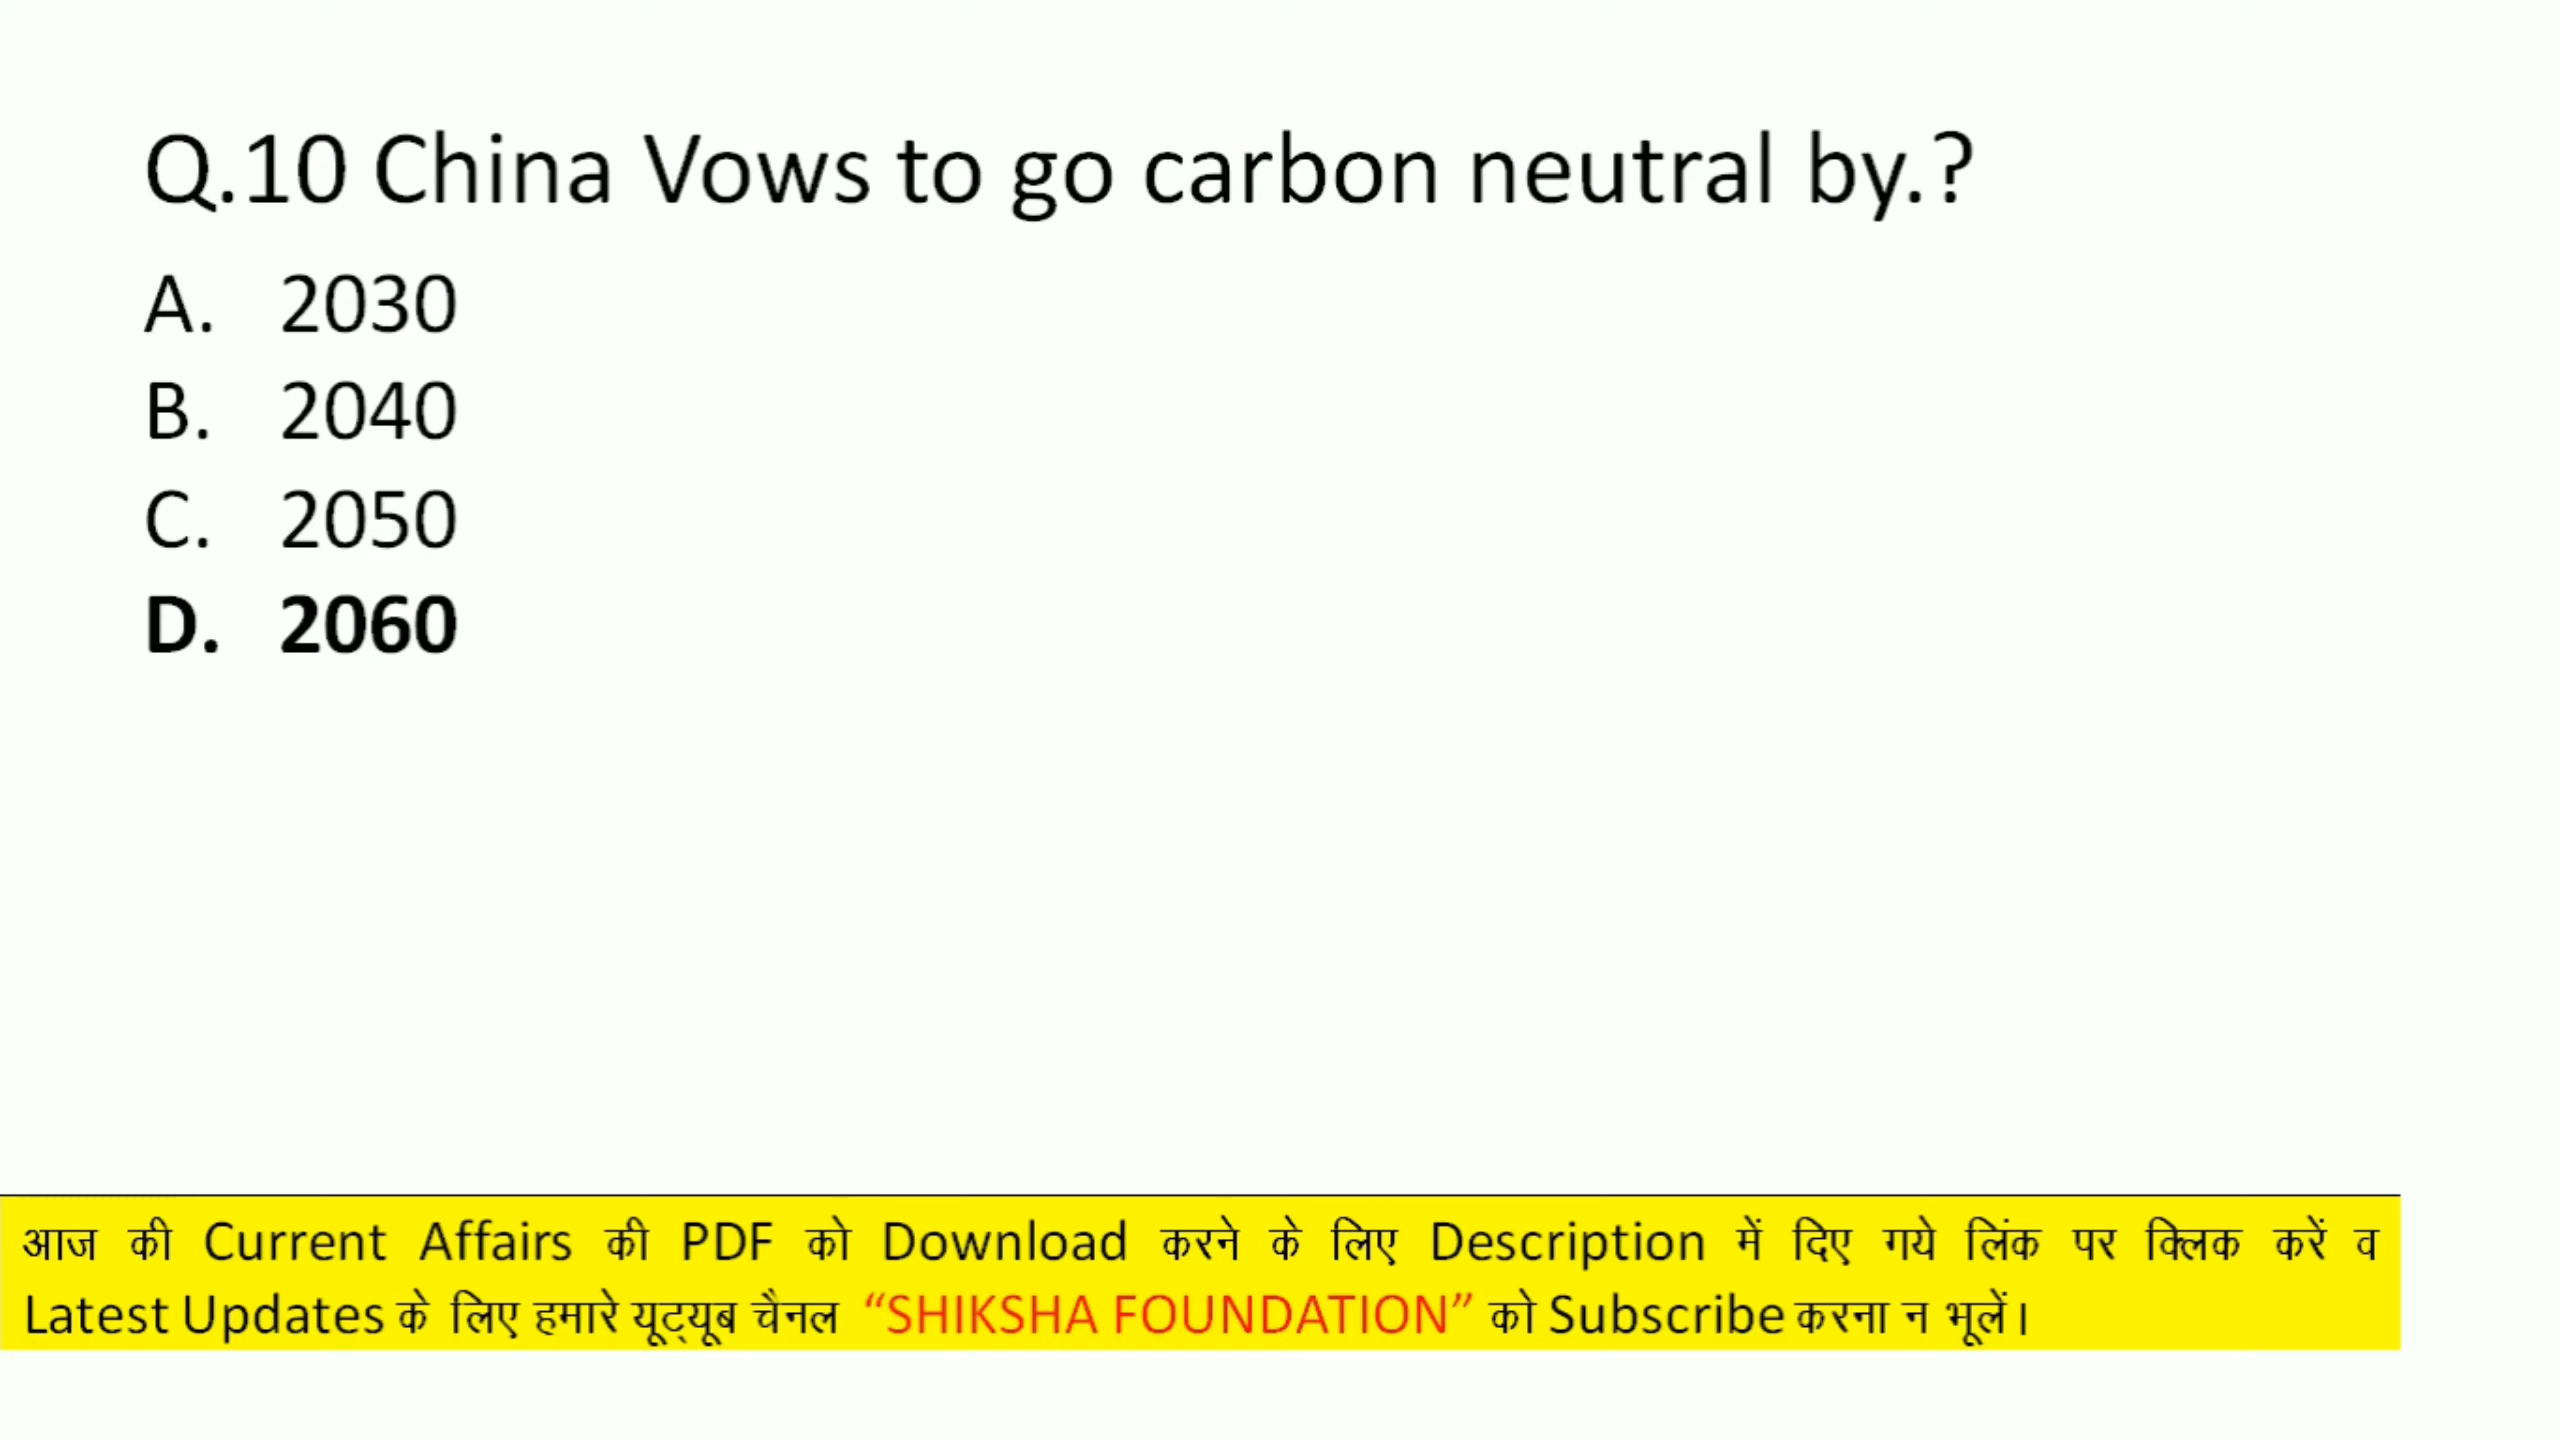 Q.10 China Vows to go carbon neutral by.?
A. 2030
B. 2040
C. 2050
D. 2060
आज की Current Affairs की PDF को Download करने के लिए Description में दिए गये लिंक पर क्लिक करें व
Latest Updates के लिए हमारे यूट्यूब चैनल “SHIKSHA FOUNDATION” को Subscribe करना न भूलें।